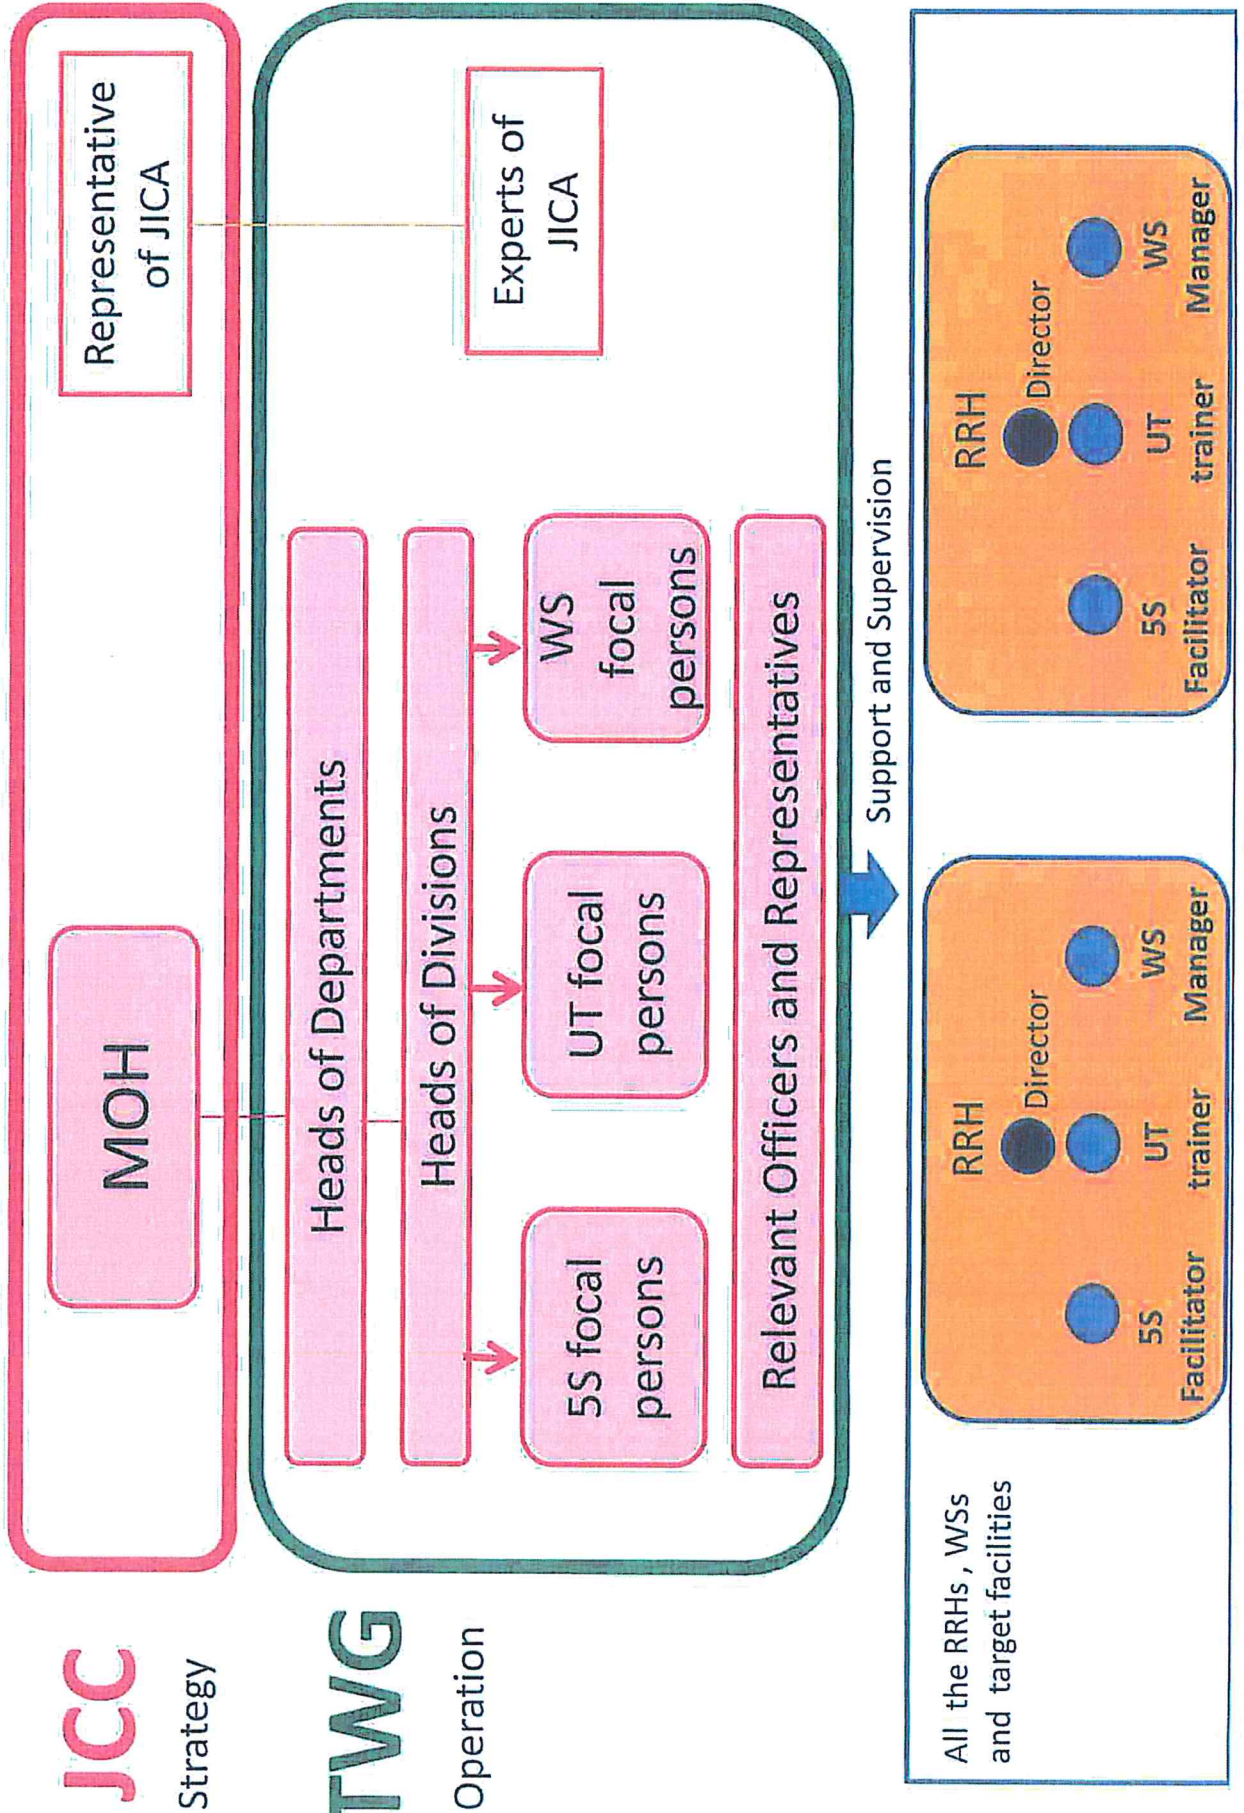 JCC
Strategy
MOH
Representative
of JICA
TWG
Operation
Heads of Departments
Heads of Divisions
5S focal
persons
UT focal
persons
WS
focal
persons
Experts of
JICA
Relevant Officers and Representatives
Support and Supervision
All the RRHs , WSs
and target facilities
RRH
Director
5S
Facilitator
UT
trainer
WS
Manager
RRH
Director
5S
Facilitator
UT
trainer
WS
Manager